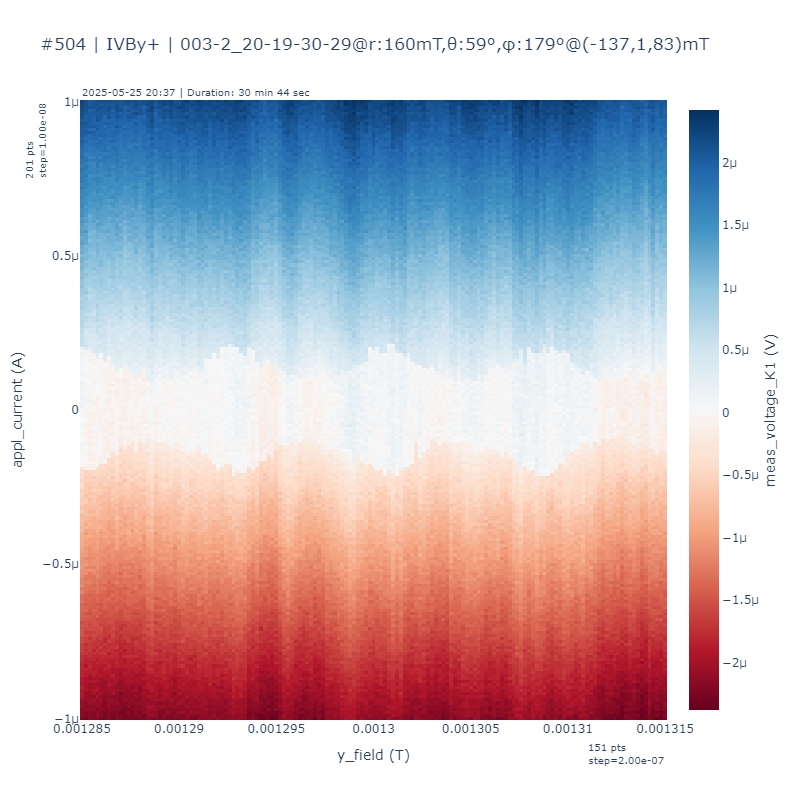 #504 | IVBy+ | 003-2_20-19-30-29@r:160mT,θ:59°,φ:179°@(-137,1,83)mT
2025-05-25 20:37 | Duration: 30 min 44 sec
201 pts
step=1.00e-08
appl_current (A)
1μ
0.5μ
0
−0.5μ
−1μ
0.001285
0.00129
0.001295
0.0013
0.001305
0.00131
0.001315
y_field (T)
151 pts
step=2.00e-07
2μ
1.5μ
1μ
0.5μ
0
−0.5μ
−1μ
−1.5μ
−2μ
meas_voltage_K1 (V)